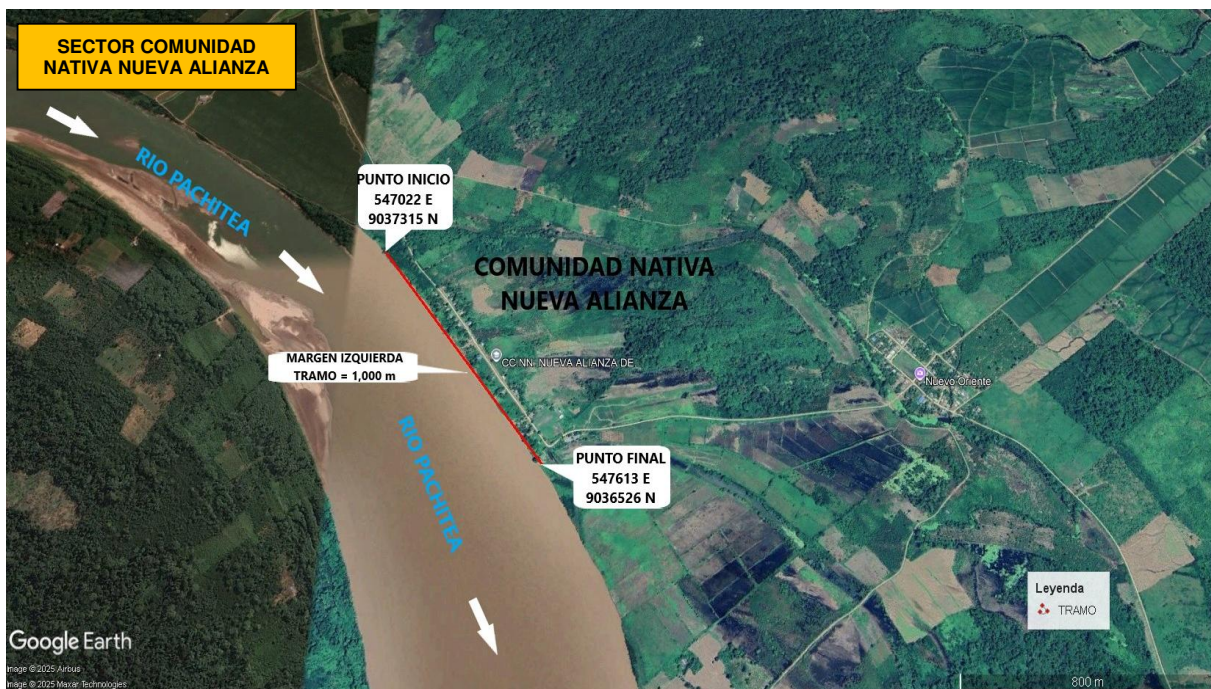 SECTOR COMUNIDAD
NATIVA NUEVA ALIANZA
RIO PACHITEA
PUNTO INICIO
547022 E
9037315 N
COMUNIDAD NATIVA
NUEVA ALIANZA
MARGEN IZQUIERDA
TRAMO = 1,000 m
CC NN- NUEVA ALIANZA DE...
Nuevo Oriente
RIO PACHITEA
PUNTO FINAL
547613 E
9036526 N
Leyenda
TRAMO
Google Earth
Image © 2025 Airbus
Image © 2025 Maxar Technologies
800 m